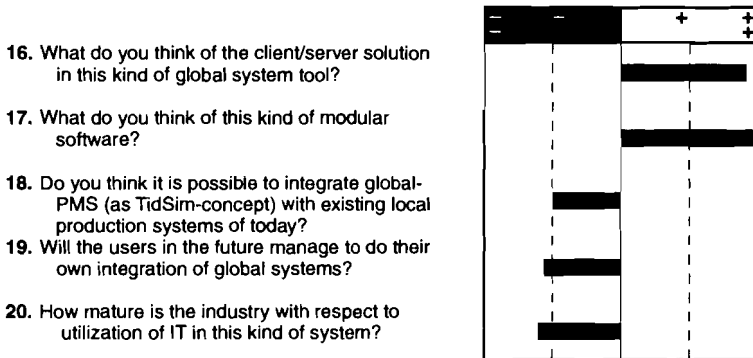 − − + +
− +
16. What do you think of the client/server solution
in this kind of global system tool?
17. What do you think of this kind of modular
software?
18. Do you think it is possible to integrate global-
PMS (as TidSim-concept) with existing local
production systems of today?
19. Will the users in the future manage to do their
own integration of global systems?
20. How mature is the industry with respect to
utilization of IT in this kind of system?